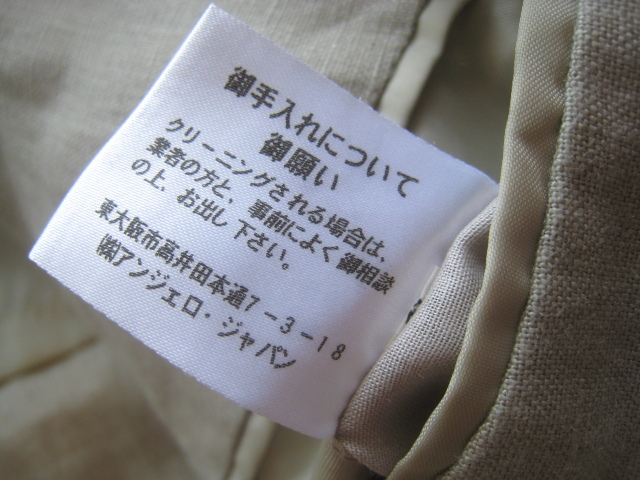 御手入れについて
御願い
クリーニングされる場合は、
業者の方と、事前によく御相談
の上、お出し下さい。
東大阪市高井田本通7-3-18
㈱アンジェロ・ジャパン